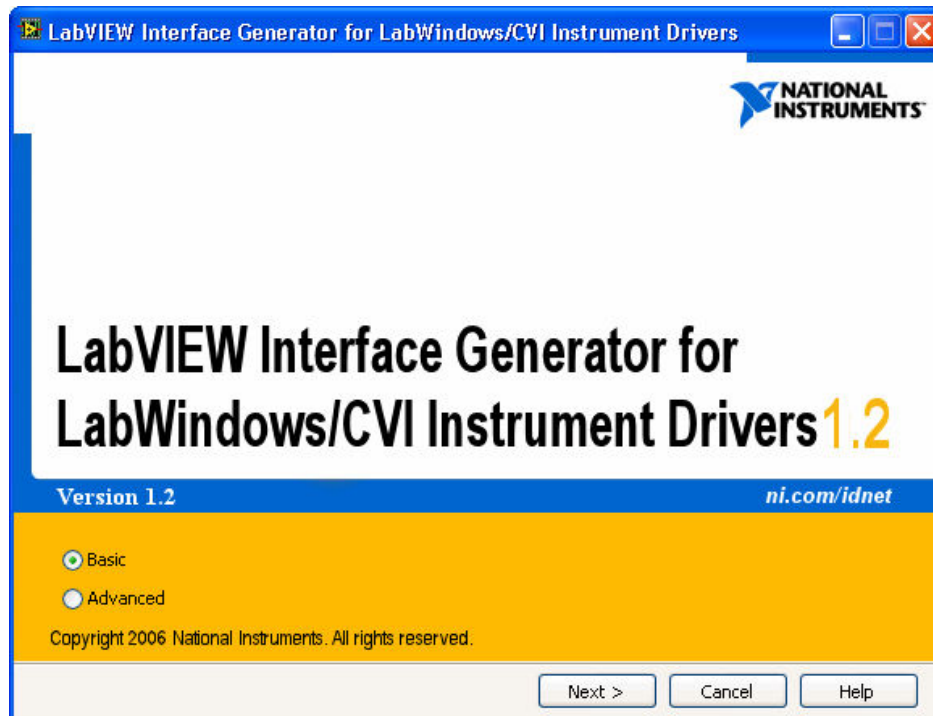 LabVIEW Interface Generator for LabWindows/CVI Instrument Drivers
NATIONAL
INSTRUMENTS™
LabVIEW Interface Generator for
LabWindows/CVI Instrument Drivers 1.2
Version 1.2
ni.com/idnet
Basic
Advanced
Copyright 2006 National Instruments. All rights reserved.
Next >
Cancel
Help